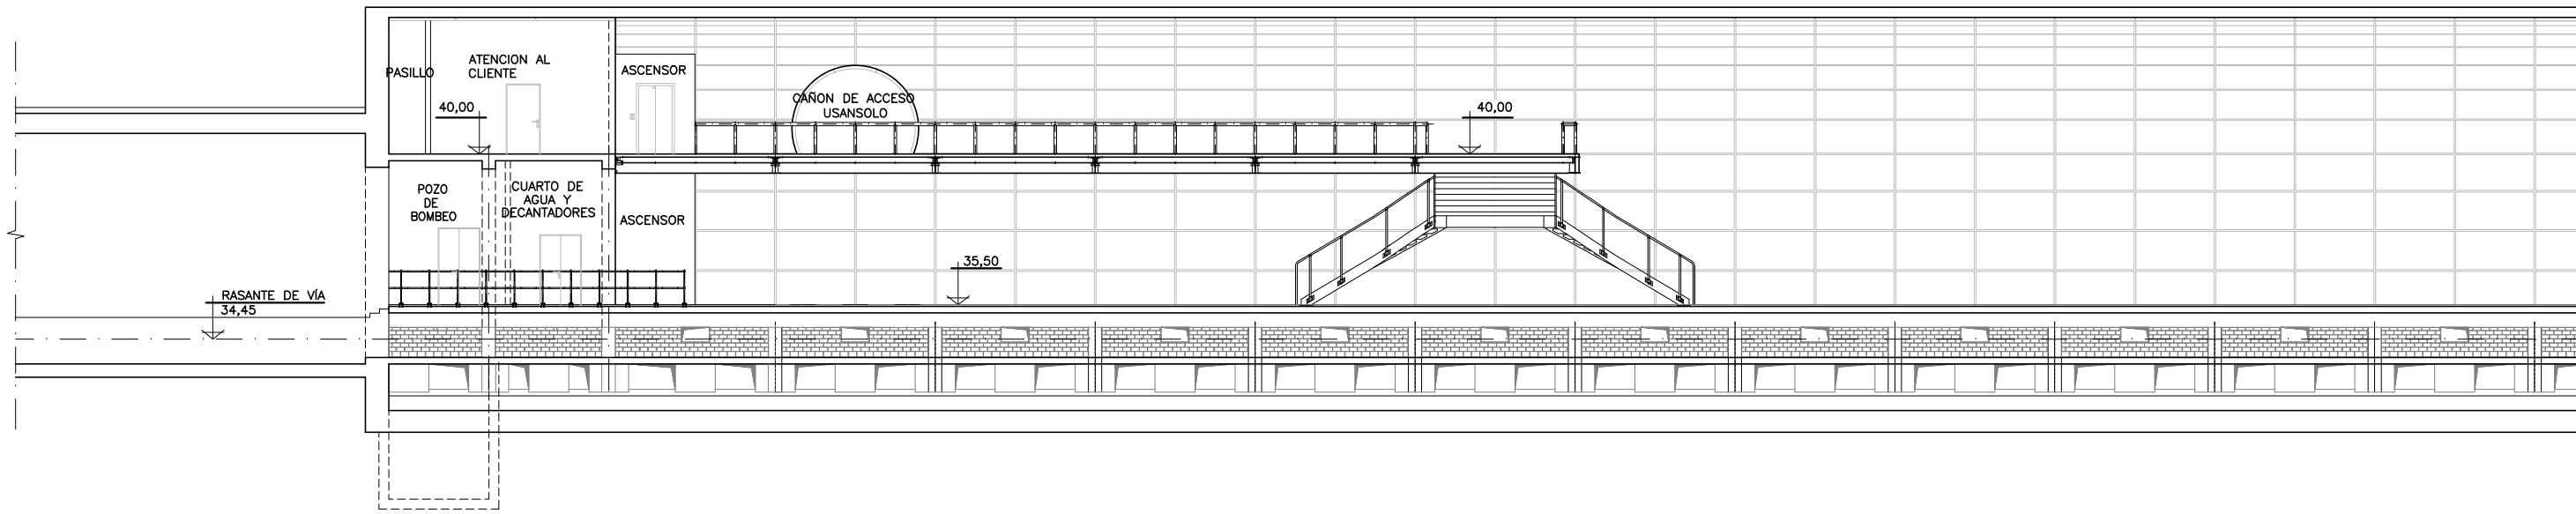 PASILLO
ATENCION AL
CLIENTE
40,00
ASCENSOR
CAÑON DE ACCESO
USANSOLO
40,00
POZO
DE
BOMBEO
CUARTO DE
AGUA Y
DECANTADORES
ASCENSOR
35,50
RASANTE DE VÍA
34,45